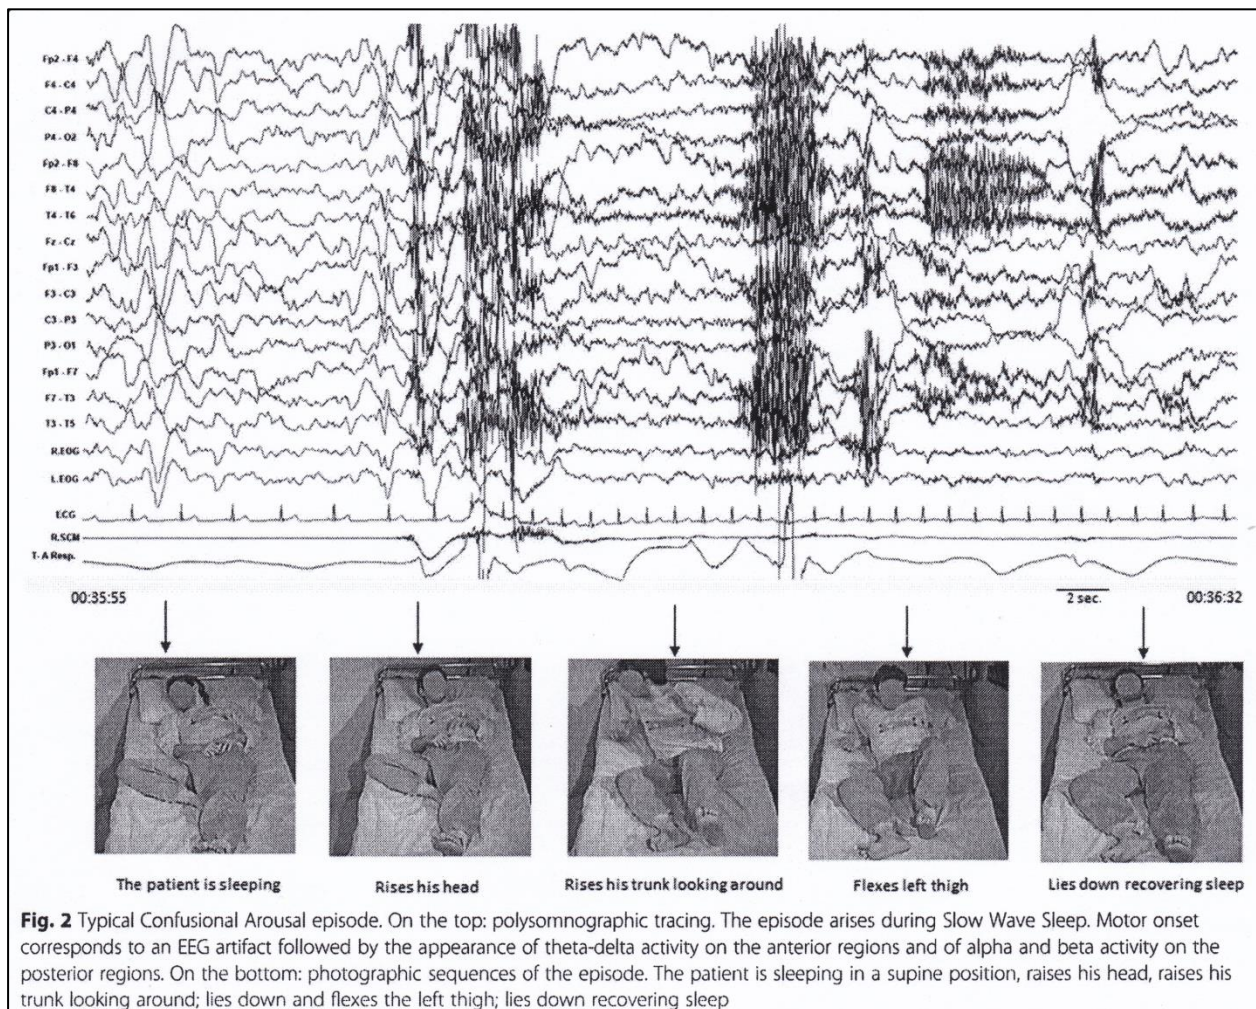 Fp2 - F4
F4 - C4
C4 - P4
P4 - O2
Fp2 - F8
F8 - T4
T4 - T6
Fz - Cz
Fp1 - F3
F3 - C3
C3 - P3
P3 - O1
Fp1 - F7
F7 - T3
T3 - T5
R.EOG
L.EOG
ECG
R.SCM
T- A Resp.
00:35:55 2 sec. 00:36:32
The patient is sleeping Rises his head Rises his trunk looking around Flexes left thigh Lies down recovering sleep
Fig. 2 Typical Confusional Arousal episode. On the top: polysomnographic tracing. The episode arises during Slow Wave Sleep. Motor onset
corresponds to an EEG artifact followed by the appearance of theta-delta activity on the anterior regions and of alpha and beta activity on the
posterior regions. On the bottom: photographic sequences of the episode. The patient is sleeping in a supine position, raises his head, raises his
trunk looking around; lies down and flexes the left thigh; lies down recovering sleep